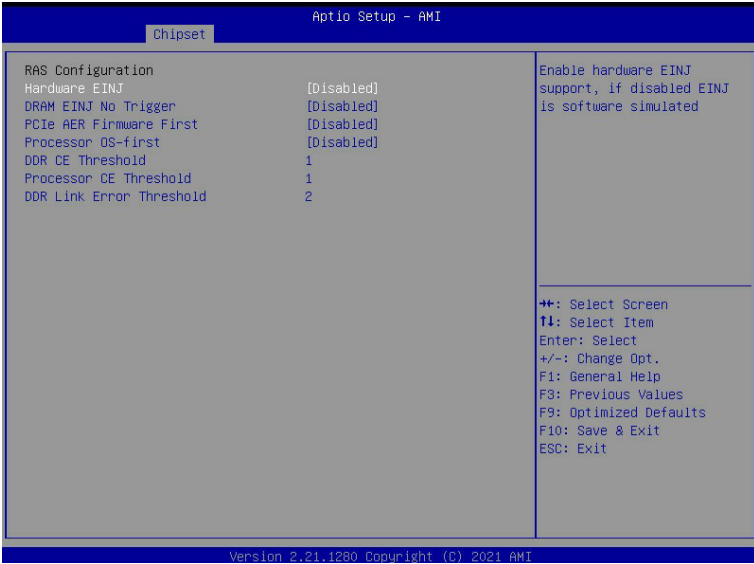 Aptio Setup – AMI
Chipset
RAS Configuration
Hardware EINJ [Disabled]
DRAM EINJ No Trigger [Disabled]
PCIe AER Firmware First [Disabled]
Processor OS-first [Disabled]
DDR CE Threshold 1
Processor CE Threshold 1
DDR Link Error Threshold 2
Enable hardware EINJ
support, if disabled EINJ
is software simulated
→←: Select Screen
↑↓: Select Item
Enter: Select
+/-: Change Opt.
F1: General Help
F3: Previous Values
F9: Optimized Defaults
F10: Save & Exit
ESC: Exit
Version 2.21.1280 Copyright (C) 2021 AMI